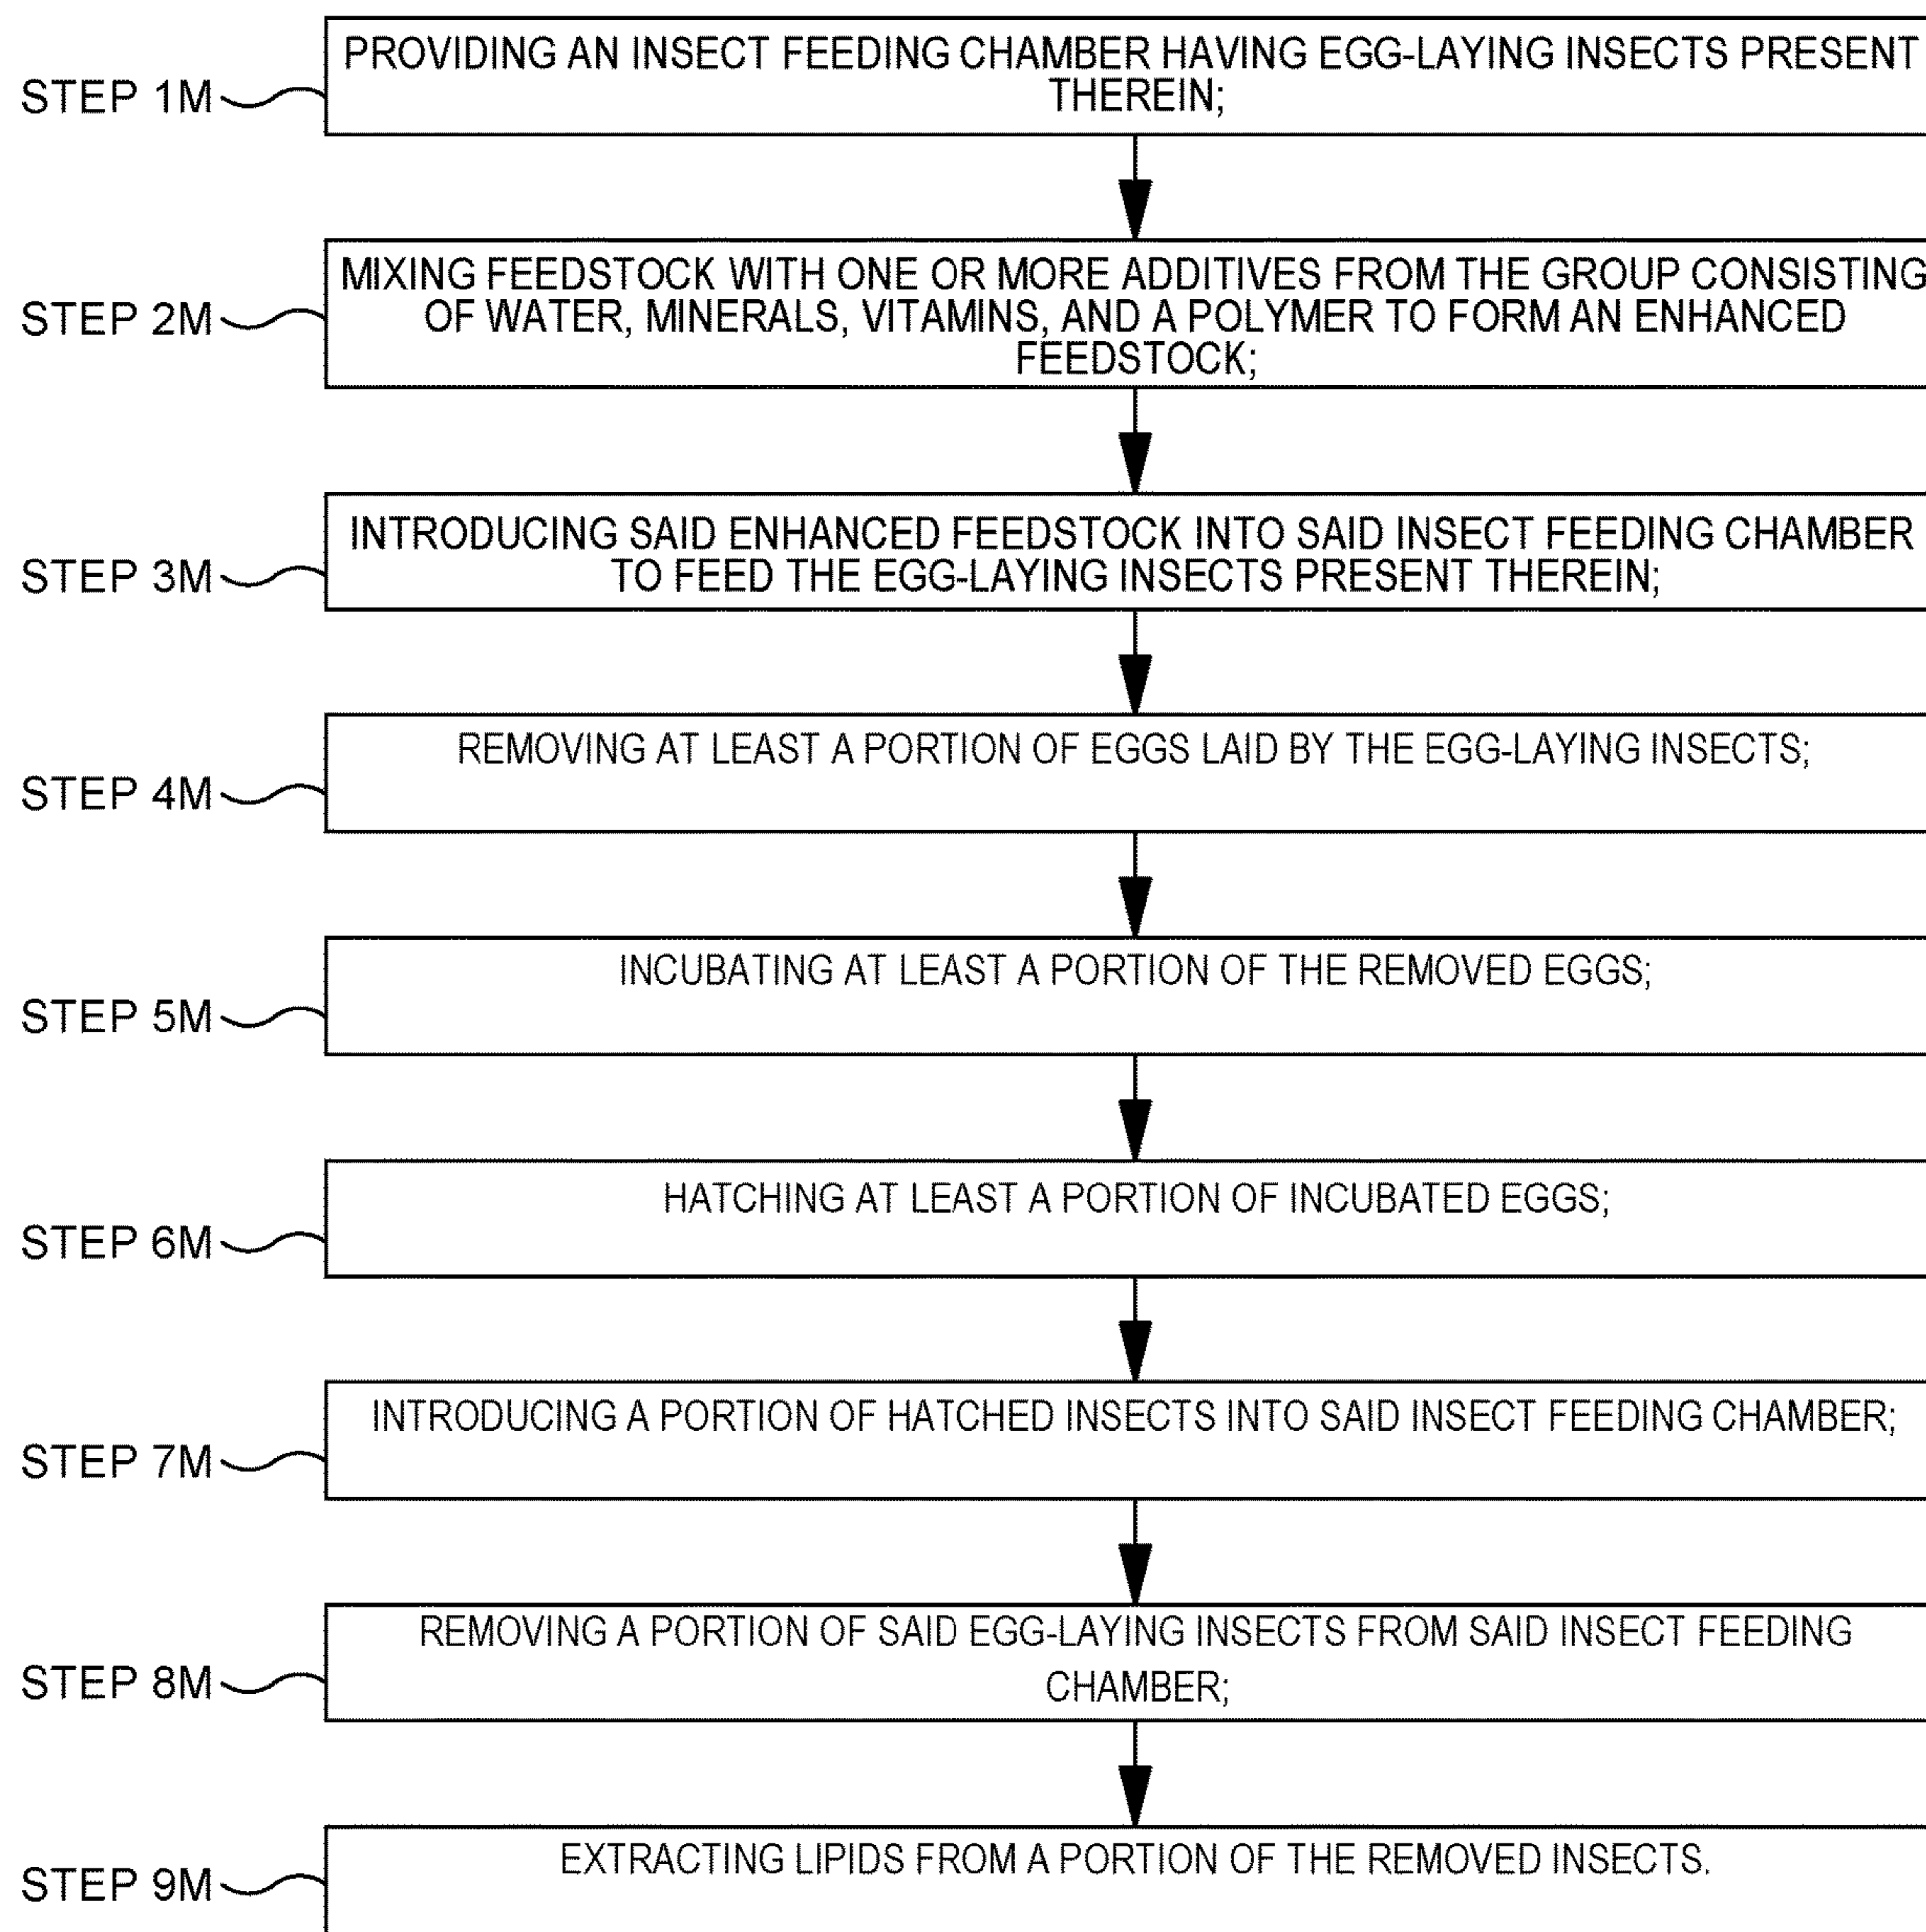 STEP 1M
PROVIDING AN INSECT FEEDING CHAMBER HAVING EGG-LAYING INSECTS PRESENT
THEREIN;
STEP 2M
MIXING FEEDSTOCK WITH ONE OR MORE ADDITIVES FROM THE GROUP CONSISTING
OF WATER, MINERALS, VITAMINS, AND A POLYMER TO FORM AN ENHANCED
FEEDSTOCK;
STEP 3M
INTRODUCING SAID ENHANCED FEEDSTOCK INTO SAID INSECT FEEDING CHAMBER
TO FEED THE EGG-LAYING INSECTS PRESENT THEREIN;
STEP 4M
REMOVING AT LEAST A PORTION OF EGGS LAID BY THE EGG-LAYING INSECTS;
STEP 5M
INCUBATING AT LEAST A PORTION OF THE REMOVED EGGS;
STEP 6M
HATCHING AT LEAST A PORTION OF INCUBATED EGGS;
STEP 7M
INTRODUCING A PORTION OF HATCHED INSECTS INTO SAID INSECT FEEDING CHAMBER;
STEP 8M
REMOVING A PORTION OF SAID EGG-LAYING INSECTS FROM SAID INSECT FEEDING
CHAMBER;
STEP 9M
EXTRACTING LIPIDS FROM A PORTION OF THE REMOVED INSECTS.